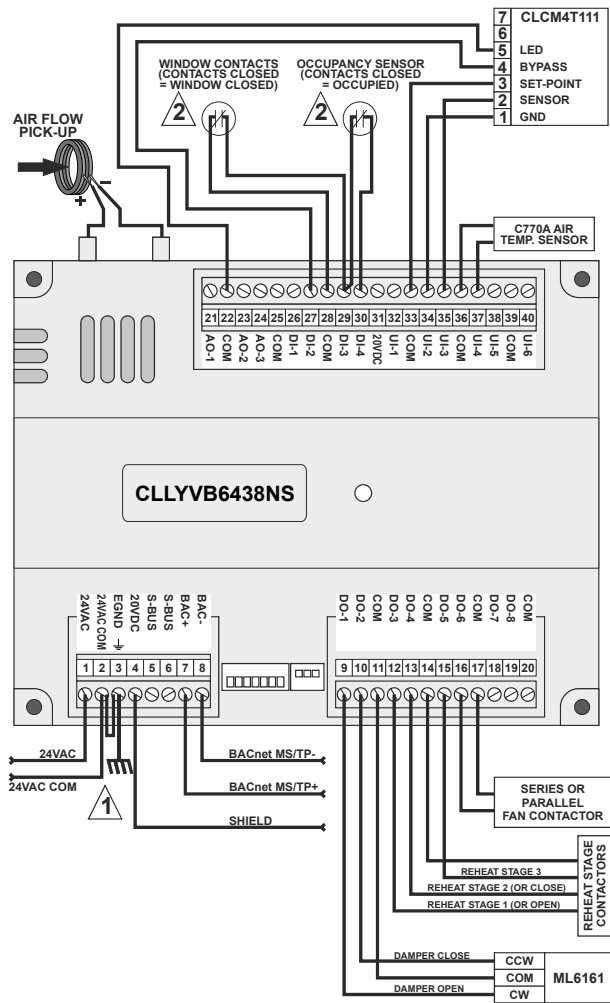 7 CLCM4T111
6
5 LED
4 BYPASS
3 SET-POINT
2 SENSOR
1 GND
WINDOW CONTACTS
(CONTACTS CLOSED
= WINDOW CLOSED)
2
OCCUPANCY SENSOR
(CONTACTS CLOSED
= OCCUPIED)
2
AIR FLOW
PICK-UP
+ -
C770A AIR
TEMP. SENSOR
21 22 23 24 25 26 27 28 29 30 31 32 33 34 35 36 37 38 39 40
AO-1
COM
AO-2
AO-3
COM
DI-1
DI-2
COM
DI-3
DI-4
20VDC
UI-1
COM
UI-2
UI-3
COM
UI-4
UI-5
COM
UI-6
CLLYVB6438NS
24VAC
24VAC COM
EGND
20VDC
S-BUS
S-BUS
BAC+
BAC-
1 2 3 4 5 6 7 8
DO-1
DO-2
COM
DO-3
DO-4
COM
DO-5
DO-6
COM
DO-7
DO-8
COM
9 10 11 12 13 14 15 16 17 18 19 20
24VAC
24VAC COM
1
BACnet MS/TP-
BACnet MS/TP+
SHIELD
SERIES OR
PARALLEL
FAN CONTACTOR
REHEAT STAGE 3
REHEAT STAGE 2 (OR CLOSE)
REHEAT STAGE 1 (OR OPEN)
REHEAT STAGE
CONTACTORS
DAMPER CLOSE
DAMPER OPEN
CCW
COM
CW
ML6161